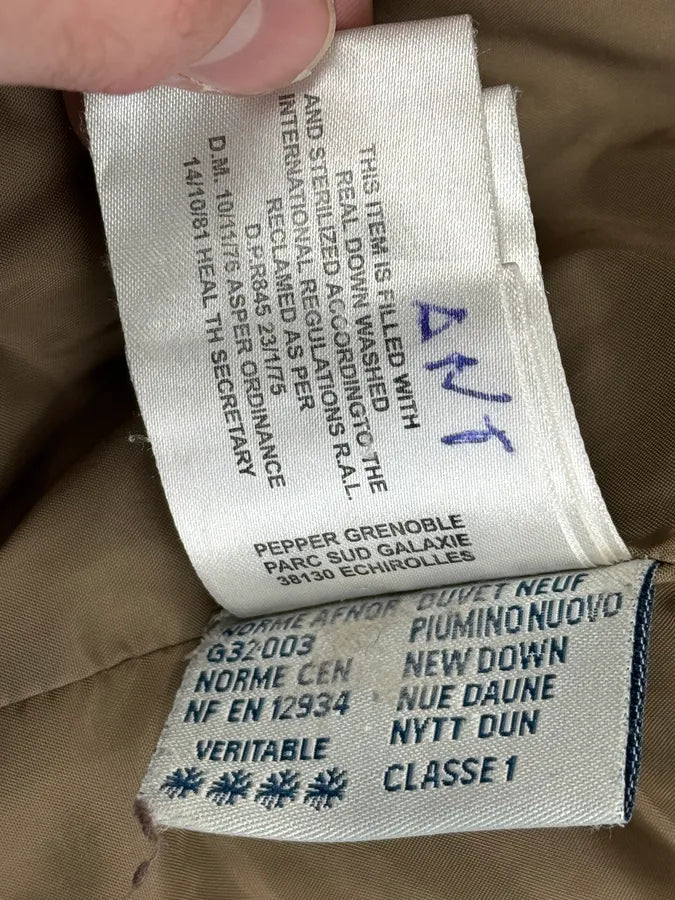 THIS ITEM IS FILLED WITH
REAL DOWN WASHED
AND STERILIZED ACCORDINGTO THE
INTERNATIONAL REGULATIONS R.A.L.
RECLAMED AS PER
D.P.R845 23/1/75
D.M. 10/11/76 ASPER ORDINANCE
14/10/81 HEAL TH SECRETARY
ANT
PEPPER GRENOBLE
PARC SUD GALAXIE
38130 ECHIROLLES
NORME AFNOR
G32 003
NORME CEN
NF EN 12934
VERITABLE
DUVET NEUF
PIUMINO NUOVO
NEW DOWN
NUE DAUNE
NYTT DUN
CLASSE 1